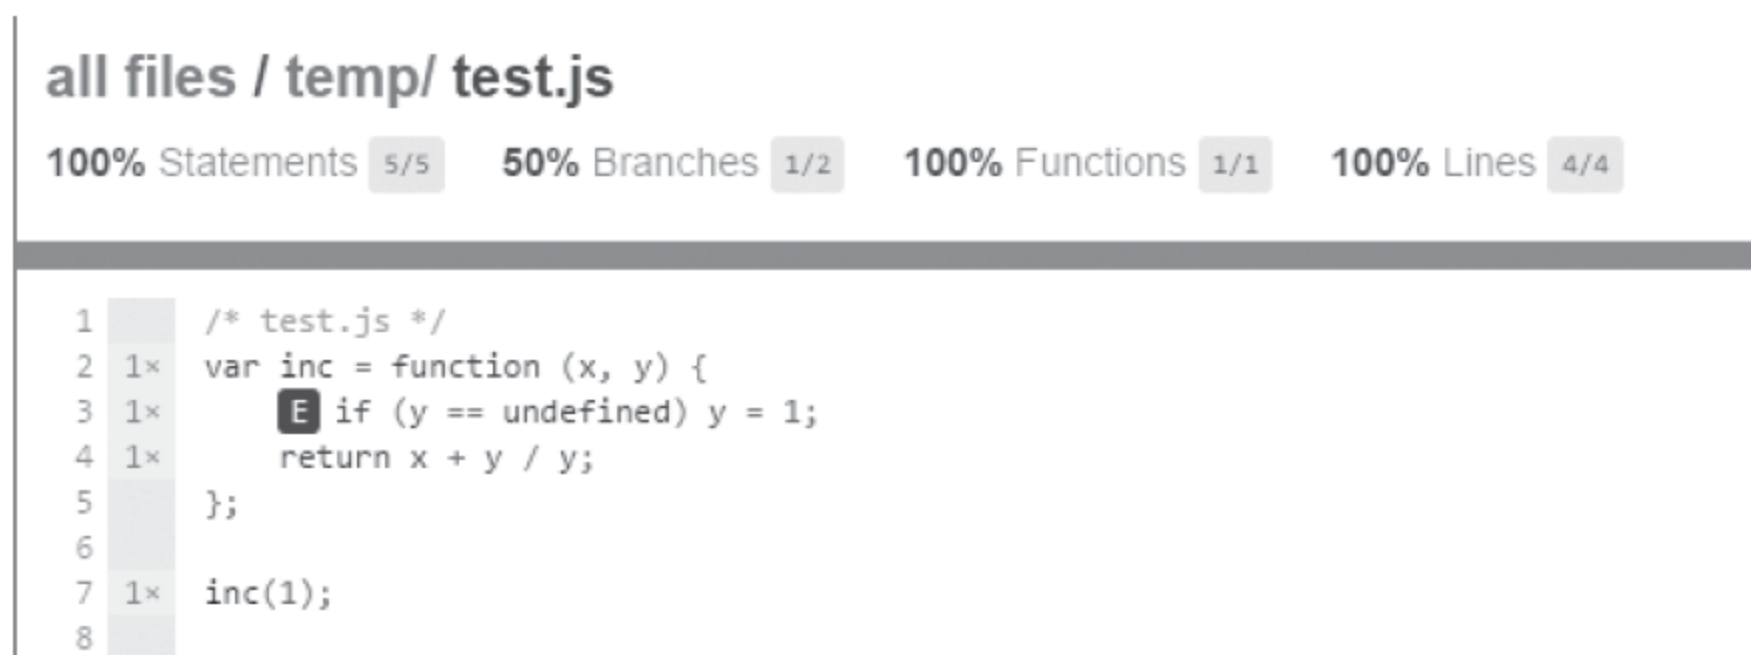 all files / temp/ test.js
100% Statements 5/5 50% Branches 1/2 100% Functions 1/1 100% Lines 4/4
1 /* test.js */
2 1× var inc = function (x, y) {
3 1× E if (y == undefined) y = 1;
4 1× return x + y / y;
5 };
6
7 1× inc(1);
8